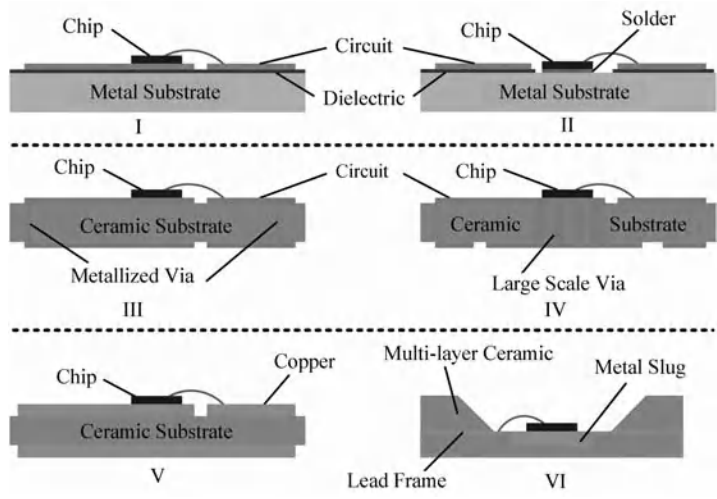 Chip
Circuit
Dielectric
Metal Substrate
I
Chip
Solder
Metal Substrate
II
Chip
Circuit
Ceramic Substrate
Metallized Via
III
Chip
Ceramic
Substrate
Large Scale Via
IV
Chip
Copper
Ceramic Substrate
V
Multi-layer Ceramic
Metal Slug
Lead Frame
VI